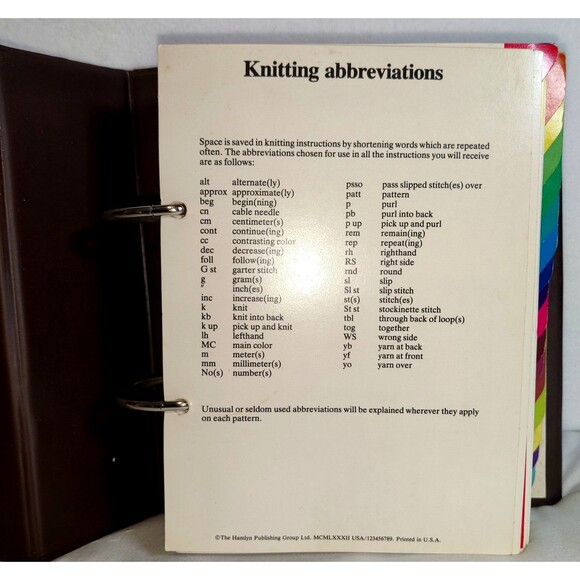 Knitting abbreviations
Space is saved in knitting instructions by shortening words which are repeated
often. The abbreviations chosen for use in all the instructions you will receive
are as follows:
alt alternate(ly)
approx approximate(ly)
beg begin(ning)
cn cable needle
cm centimeter(s)
cont continue(ing)
cc contrasting color
dec decrease(ing)
foll follow(ing)
G st garter stitch
g gram(s)
" inch(es)
inc increase(ing)
k knit
kb knit into back
k up pick up and knit
lh lefthand
MC main color
m meter(s)
mm millimeter(s)
No(s) number(s)
psso pass slipped stitch(es) over
patt pattern
p purl
pb purl into back
p up pick up and purl
rem remain(ing)
rep repeat(ing)
rh righthand
RS right side
rnd round
sl slip
Sl st slip stitch
st(s) stitch(es)
St st stockinette stitch
tbl through back of loop(s)
tog together
WS wrong side
yb yarn at back
yf yarn at front
yo yarn over
Unusual or seldom used abbreviations will be explained wherever they apply
on each pattern.
©The Hamlyn Publishing Group Ltd. MCMLXXXII USA/123456789. Printed in U.S.A.